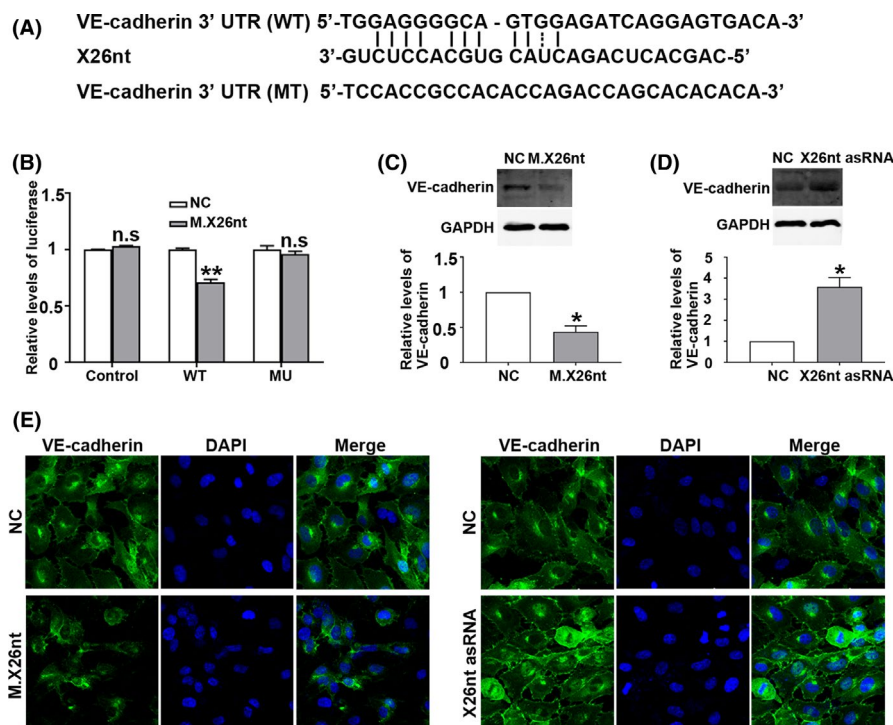 (A)
VE-cadherin 3' UTR (WT) 5'-TGGAGGGGCA - GTGGAGATCAGGAGTGACA-3'
X26nt 3'-GUCUCCACGUG CAUCAGACUCACGAC-5'
VE-cadherin 3' UTR (MT) 5'-TCCACCGCCACACCAGACCAGCACACACA-3'
(B)
Relative levels of luciferase
1.5
1
0.5
0
NC
M.X26nt
n.s
**
n.s
Control WT MU
(C)
NC M.X26nt
VE-cadherin
GAPDH
Relative levels of
VE-cadherin
1.5
1
0.5
0
*
NC M.X26nt
(D)
NC X26nt asRNA
VE-cadherin
GAPDH
Relative levels of
VE-cadherin
5
4
3
2
1
0
*
NC X26nt asRNA
(E)
VE-cadherin DAPI Merge
NC
M.X26nt
VE-cadherin DAPI Merge
NC
X26nt asRNA